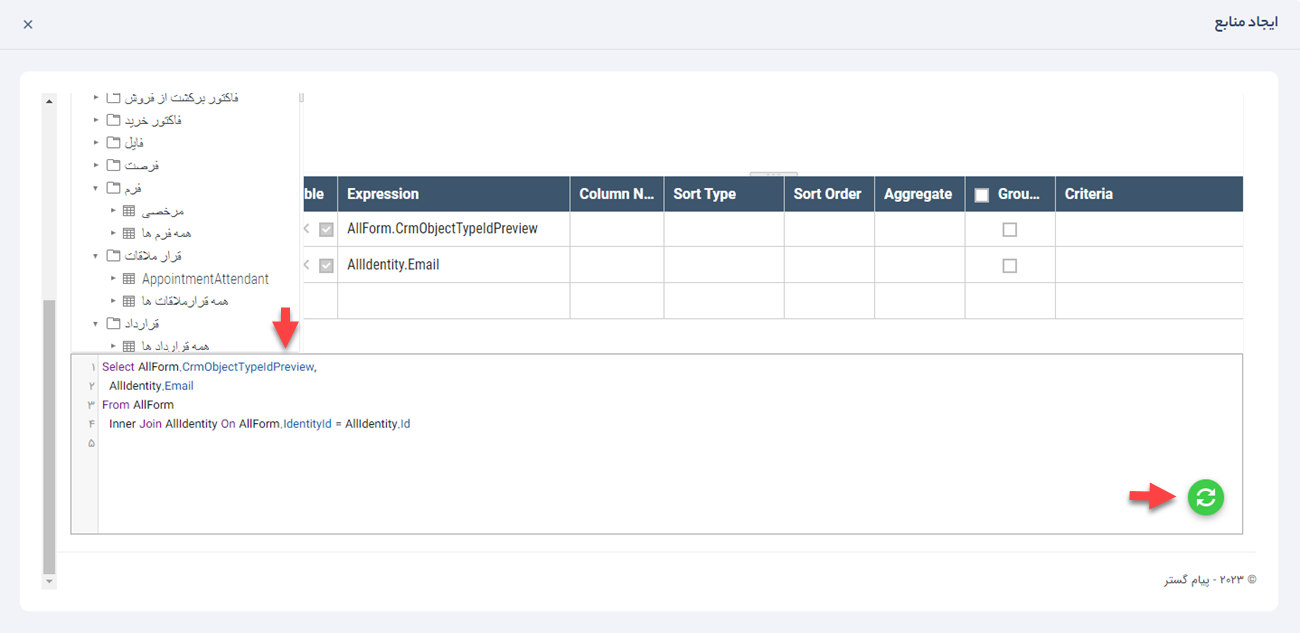 ایجاد منابع
فاکتور برگشت از فروش
فاکتور خرید
فایل
فرصت
فرم
مرخصی
همه فرم ها
قرار ملاقات
AppointmentAttendant
همه قرارملاقات ها
قرارداد
همه قرارداد ها
ble Expression Column N... Sort Type Sort Order Aggregate Grou... Criteria
AllForm.CrmObjectTypeIdPreview
AllIdentity.Email
۱ Select AllForm.CrmObjectTypeIdPreview,
۲ AllIdentity.Email
۳ From AllForm
۴ Inner Join AllIdentity On AllForm.IdentityId = AllIdentity.Id
۵
© ۲۰۲۳ - پیام گستر